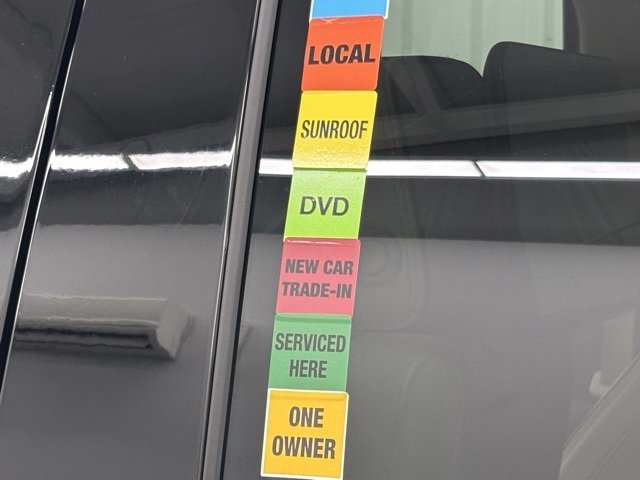 LOCAL
SUNROOF
DVD
NEW CAR
TRADE-IN
SERVICED
HERE
ONE
OWNER